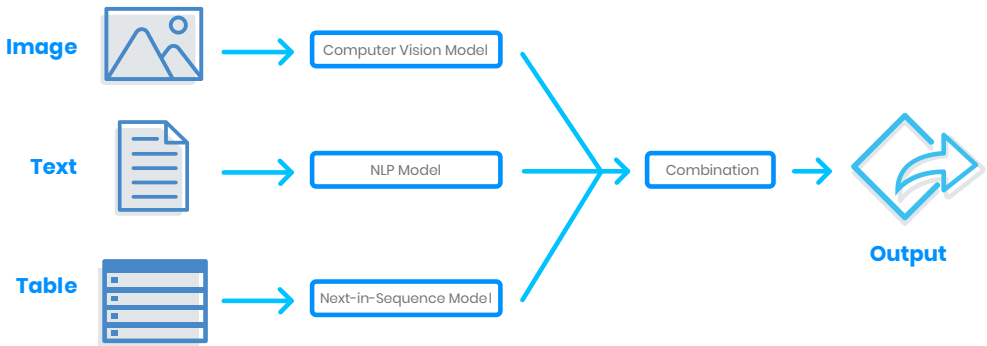 Image
Computer Vision Model
Text
NLP Model
Combination
Output
Table
Next-in-Sequence Model